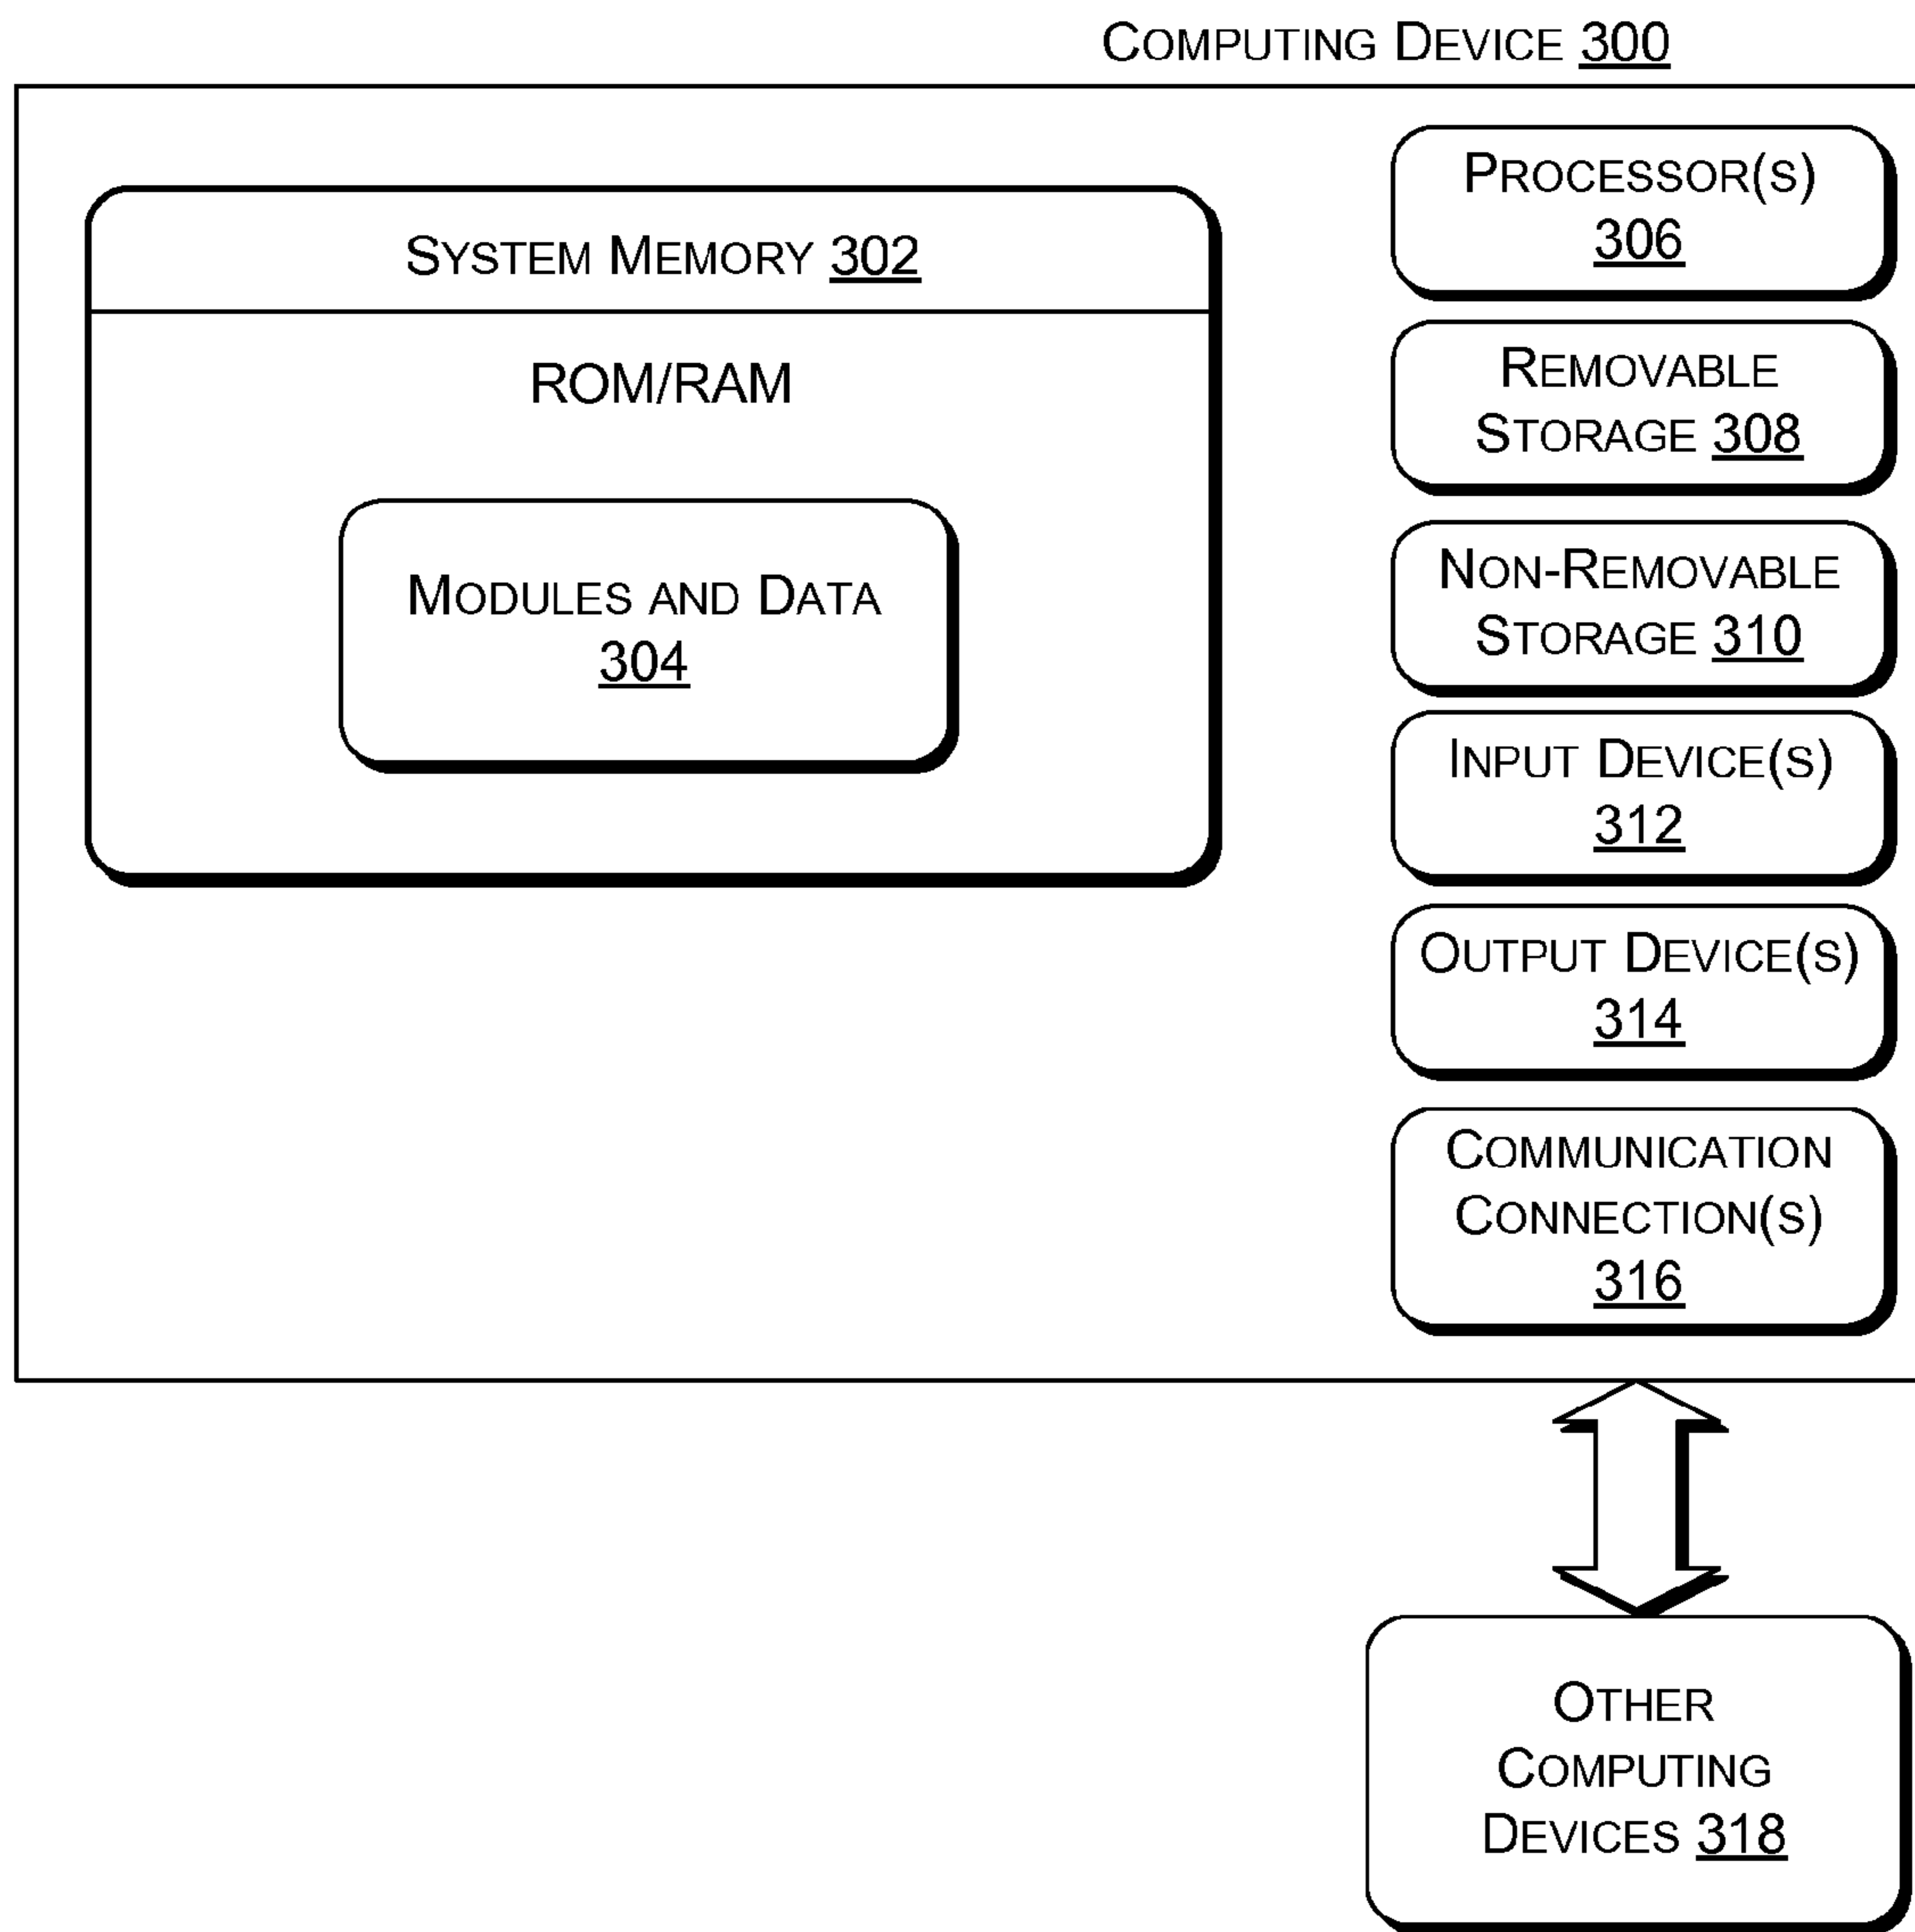 COMPUTING DEVICE 300
SYSTEM MEMORY 302
ROM/RAM
MODULES AND DATA
304
PROCESSOR(S)
306
REMOVABLE
STORAGE 308
NON-REMOVABLE
STORAGE 310
INPUT DEVICE(S)
312
OUTPUT DEVICE(S)
314
COMMUNICATION
CONNECTION(S)
316
OTHER
COMPUTING
DEVICES 318